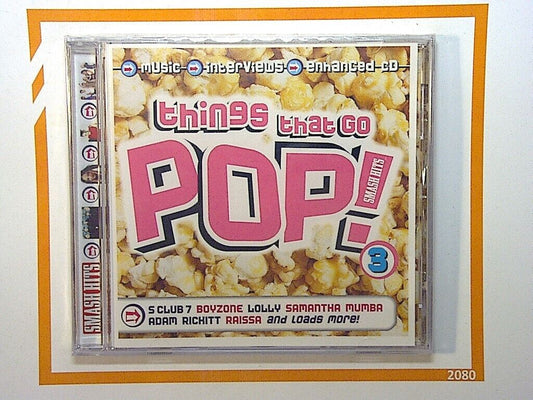 music interviews enhanced CD
things that go
POP!
SMASH HITS
3
S CLUB 7 BOYZONE LOLLY SAMANTHA MUMBA
ADAM RICHITT RAISSA and loads more!
SMASH HITS
2080